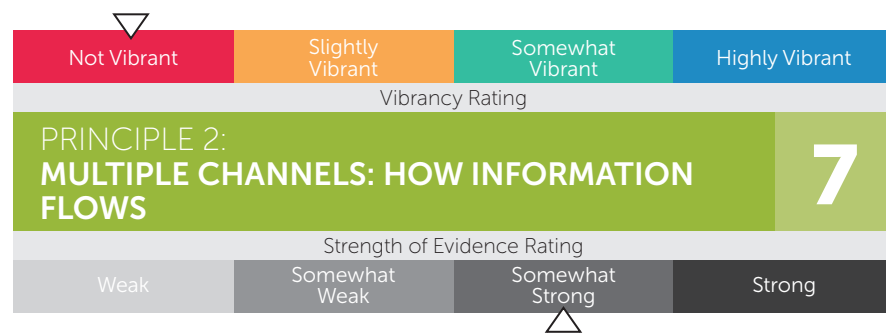 Not Vibrant
Slightly
Vibrant
Somewhat
Vibrant
Highly Vibrant
Vibrancy Rating
PRINCIPLE 2:
MULTIPLE CHANNELS: HOW INFORMATION
FLOWS
7
Strength of Evidence Rating
Weak
Somewhat
Weak
Somewhat
Strong
Strong